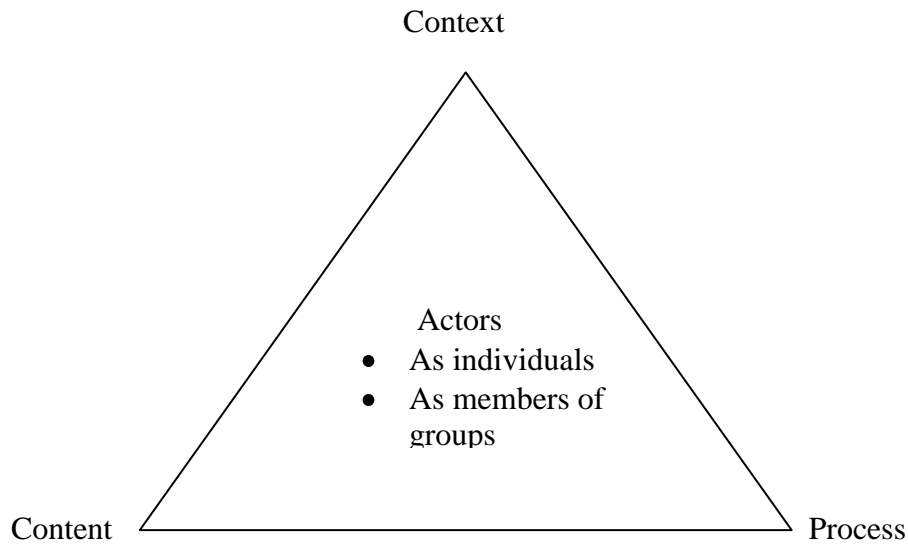 Context
Actors
• As individuals
• As members of
groups
Content
Process